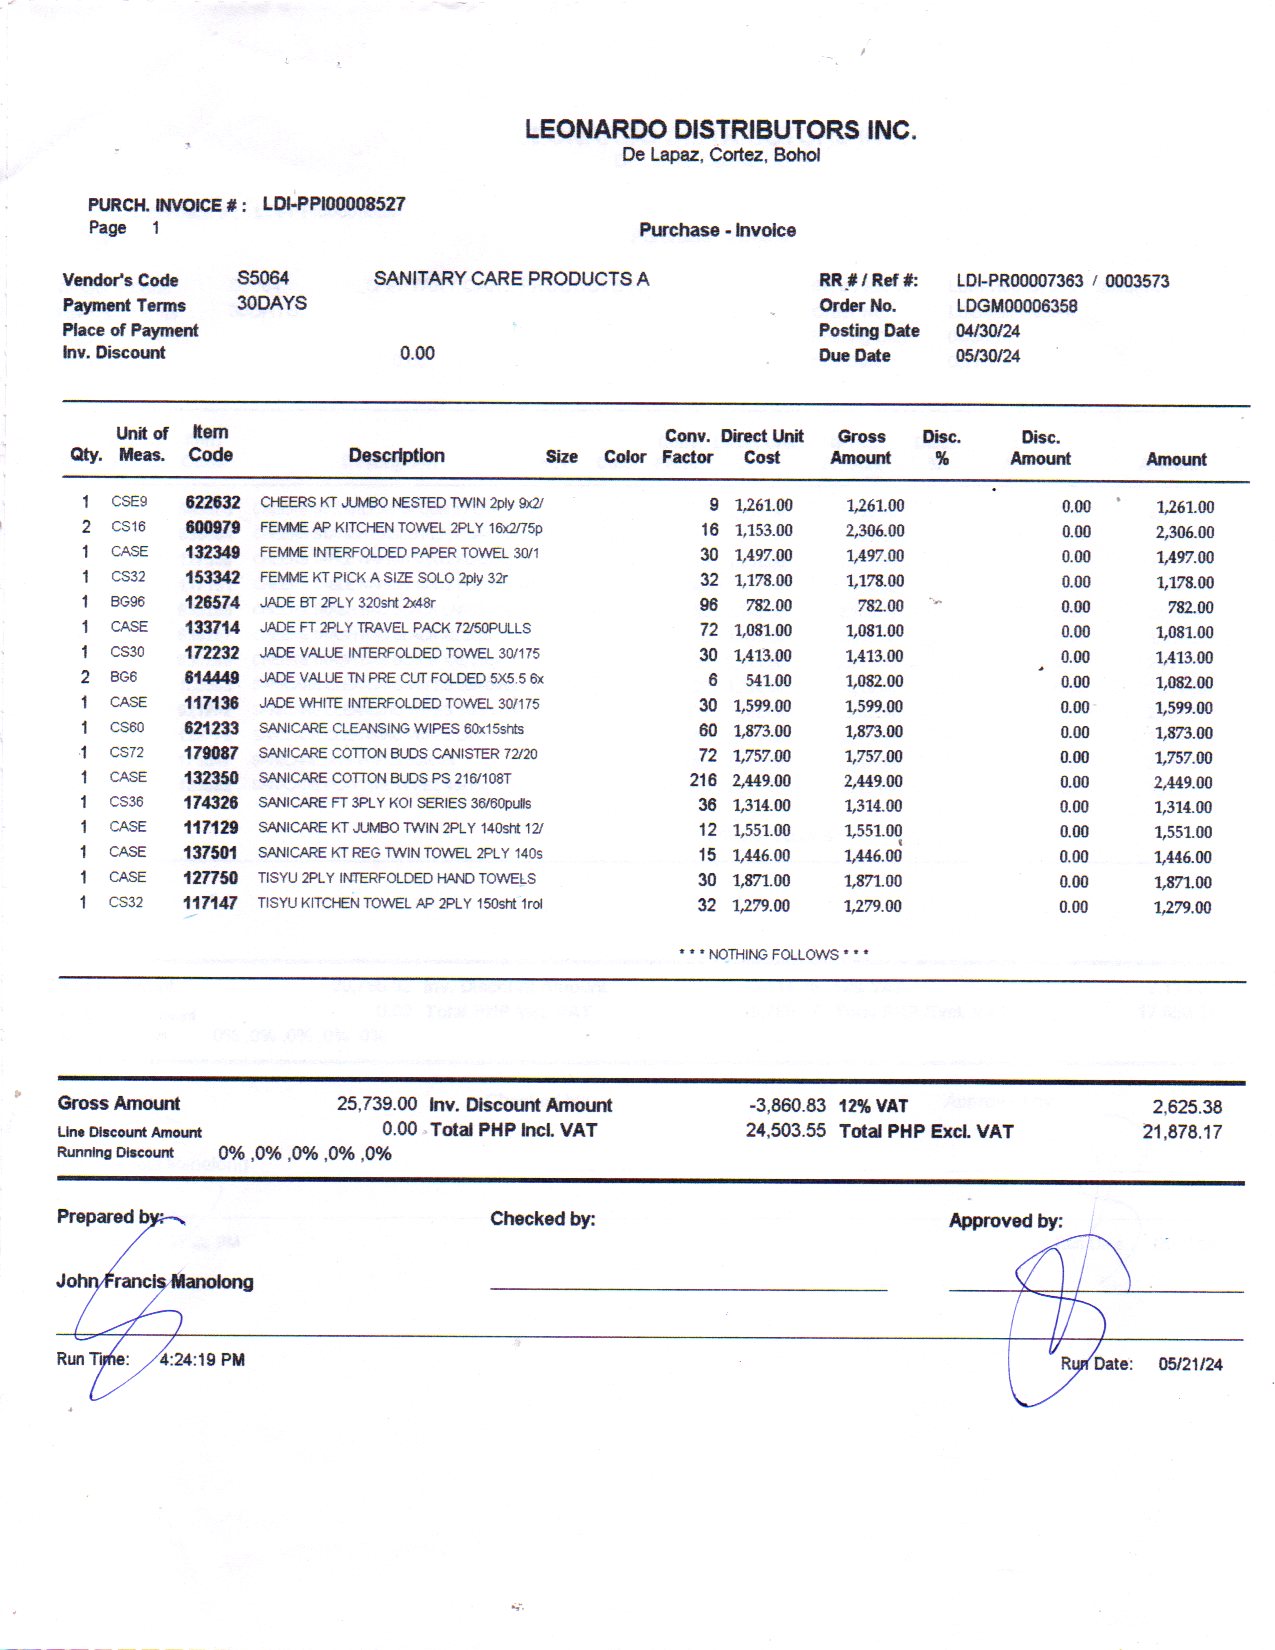 LEONARDO DISTRIBUTORS INC.
De Lapaz, Cortez, Bohol
PURCH. INVOICE # : LDI-PPI00008527
Page 1
Purchase - Invoice
Vendor's Code S5064 SANITARY CARE PRODUCTS A RR # / Ref #: LDI-PR00007363 / 0003573
Payment Terms 30DAYS Order No. LDGM00006358
Place of Payment Posting Date 04/30/24
Inv. Discount 0.00 Due Date 05/30/24
Unit of Item Conv. Direct Unit Gross Disc. Disc.
Qty. Meas. Code Description Size Color Factor Cost Amount % Amount Amount
1 CSE9 622632 CHEERS KT JUMBO NESTED TWIN 2ply 9x2/ 9 1,261.00 1,261.00 0.00 1,261.00
2 CS16 600979 FEMME AP KITCHEN TOWEL 2PLY 16x2/75p 16 1,153.00 2,306.00 0.00 2,306.00
1 CASE 132349 FEMME INTERFOLDED PAPER TOWEL 30/1 30 1,497.00 1,497.00 0.00 1,497.00
1 CS32 153342 FEMME KT PICK A SIZE SOLO 2ply 32r 32 1,178.00 1,178.00 0.00 1,178.00
1 BG96 126574 JADE BT 2PLY 320sht 2x48r 96 782.00 782.00 0.00 782.00
1 CASE 133714 JADE FT 2PLY TRAVEL PACK 72/50PULLS 72 1,081.00 1,081.00 0.00 1,081.00
1 CS30 172232 JADE VALUE INTERFOLDED TOWEL 30/175 30 1,413.00 1,413.00 0.00 1,413.00
2 BG6 614449 JADE VALUE TN PRE CUT FOLDED 5X5.5 6x 6 541.00 1,082.00 0.00 1,082.00
1 CASE 117136 JADE WHITE INTERFOLDED TOWEL 30/175 30 1,599.00 1,599.00 0.00 1,599.00
1 CS60 621233 SANICARE CLEANSING WIPES 60x15shts 60 1,873.00 1,873.00 0.00 1,873.00
1 CS72 179087 SANICARE COTTON BUDS CANISTER 72/20 72 1,757.00 1,757.00 0.00 1,757.00
1 CASE 132350 SANICARE COTTON BUDS PS 216/108T 216 2,449.00 2,449.00 0.00 2,449.00
1 CS36 174326 SANICARE FT 3PLY KOI SERIES 36/60pulls 36 1,314.00 1,314.00 0.00 1,314.00
1 CASE 117129 SANICARE KT JUMBO TWIN 2PLY 140sht 12/ 12 1,551.00 1,551.00 0.00 1,551.00
1 CASE 137501 SANICARE KT REG TWIN TOWEL 2PLY 140s 15 1,446.00 1,446.00 0.00 1,446.00
1 CASE 127750 TISYU 2PLY INTERFOLDED HAND TOWELS 30 1,871.00 1,871.00 0.00 1,871.00
1 CS32 117147 TISYU KITCHEN TOWEL AP 2PLY 150sht 1rol 32 1,279.00 1,279.00 0.00 1,279.00
* * * NOTHING FOLLOWS * * *
Gross Amount 25,739.00 Inv. Discount Amount -3,860.83 12% VAT 2,625.38
Line Discount Amount 0.00 Total PHP Incl. VAT 24,503.55 Total PHP Excl. VAT 21,878.17
Running Discount 0% ,0% ,0% ,0% ,0%
Prepared by: Checked by: Approved by:
John Francis Manolong
Run Time: 4:24:19 PM Run Date: 05/21/24